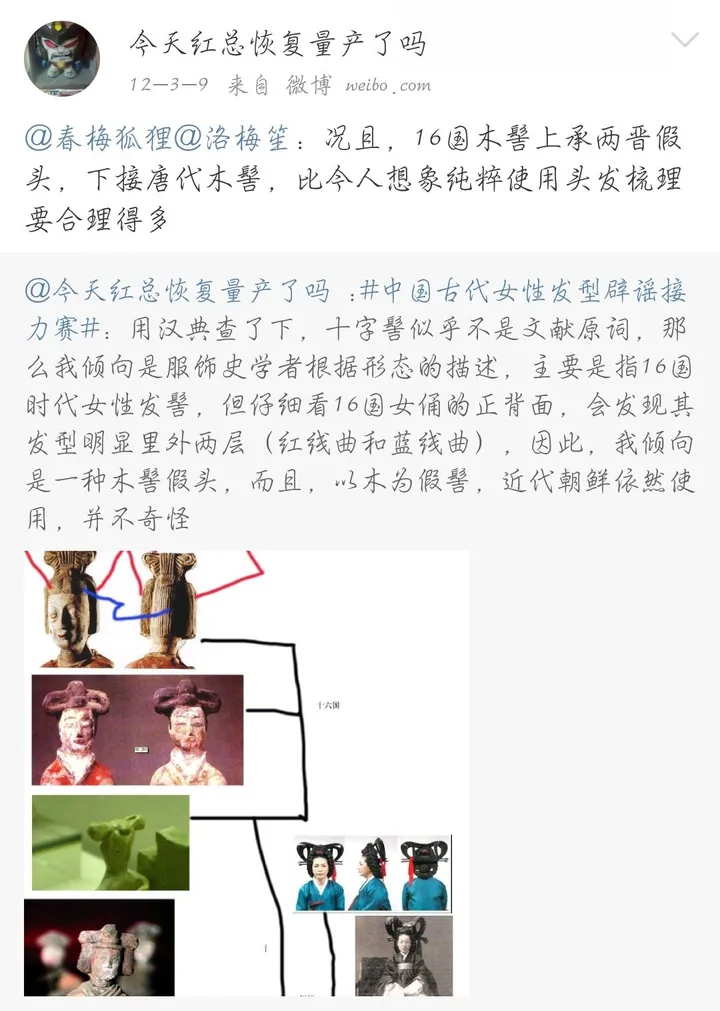 今天红总恢复量产了吗
12-3-9 来自 微博 weibo.com
@春梅狐狸@洛梅笙：况且，16国木髻上承两晋假
头，下接唐代木髻，比今人想象纯粹使用头发梳理
要合理得多
@今天红总恢复量产了吗 :#中国古代女性发型辟谣接
力赛#：用汉典查了下，十字髻似乎不是文献原词，那
么我倾向是服饰史学者根据形态的描述，主要是指16国
时代女性发髻，但仔细看16国女俑的正背面，会发现其
发型明显里外两层（红线曲和蓝线曲），因此，我倾向
是一种木髻假头，而且，以木为假髻，近代朝鲜依然使
用，并不奇怪
十六国